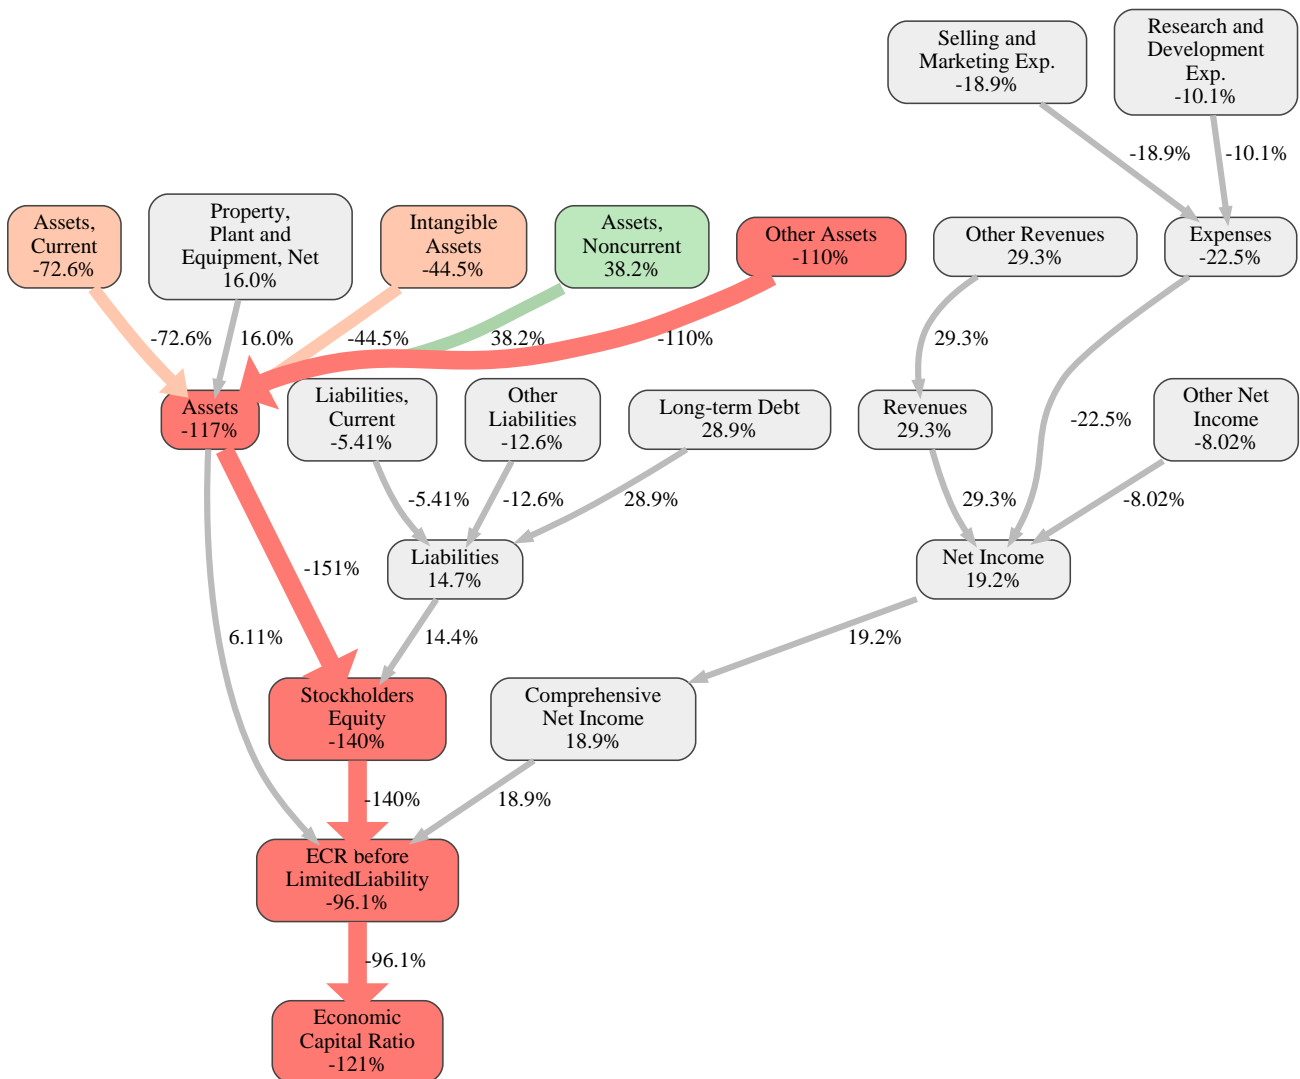 Selling and
Marketing Exp.
-18.9%
Research and
Development
Exp.
-10.1%
-18.9%
-10.1%
Assets,
Current
-72.6%
Property,
Plant and
Equipment, Net
16.0%
Intangible
Assets
-44.5%
Assets,
Noncurrent
38.2%
Other Assets
-110%
Other Revenues
29.3%
Expenses
-22.5%
-72.6%
16.0%
-44.5%
38.2%
-110%
29.3%
-22.5%
Assets
-117%
Liabilities,
Current
-5.41%
Other
Liabilities
-12.6%
Long-term Debt
28.9%
Revenues
29.3%
Other Net
Income
-8.02%
-5.41%
-12.6%
28.9%
29.3%
-8.02%
-151%
Liabilities
14.7%
Net Income
19.2%
6.11%
14.4%
19.2%
Stockholders
Equity
-140%
Comprehensive
Net Income
18.9%
-140%
18.9%
ECR before
LimitedLiability
-96.1%
-96.1%
Economic
Capital Ratio
-121%